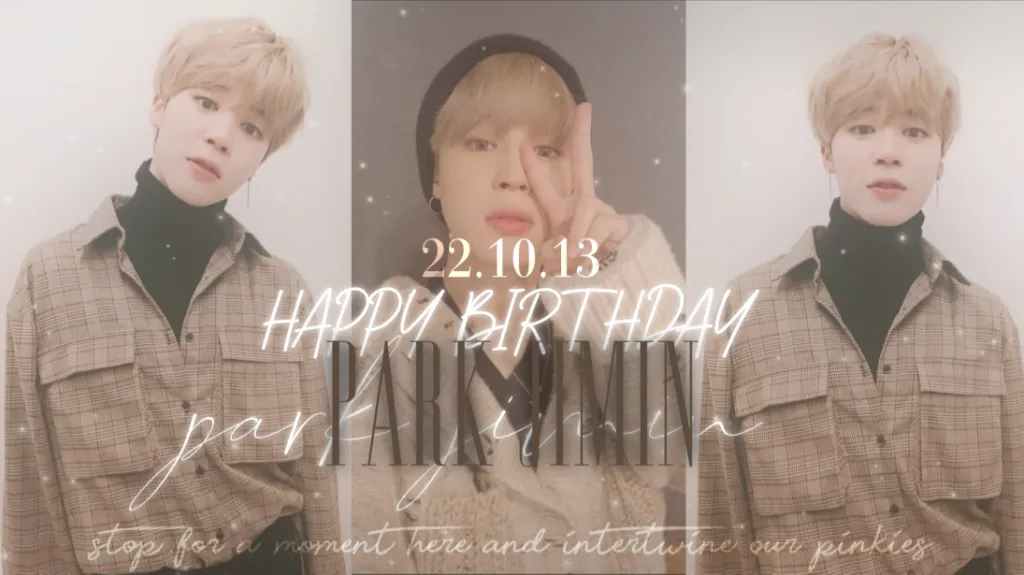 22.10.13
HAPPY BIRTHDAY
PARK JIMIN
park jimin
stop for a moment here and intertwine our pinkies